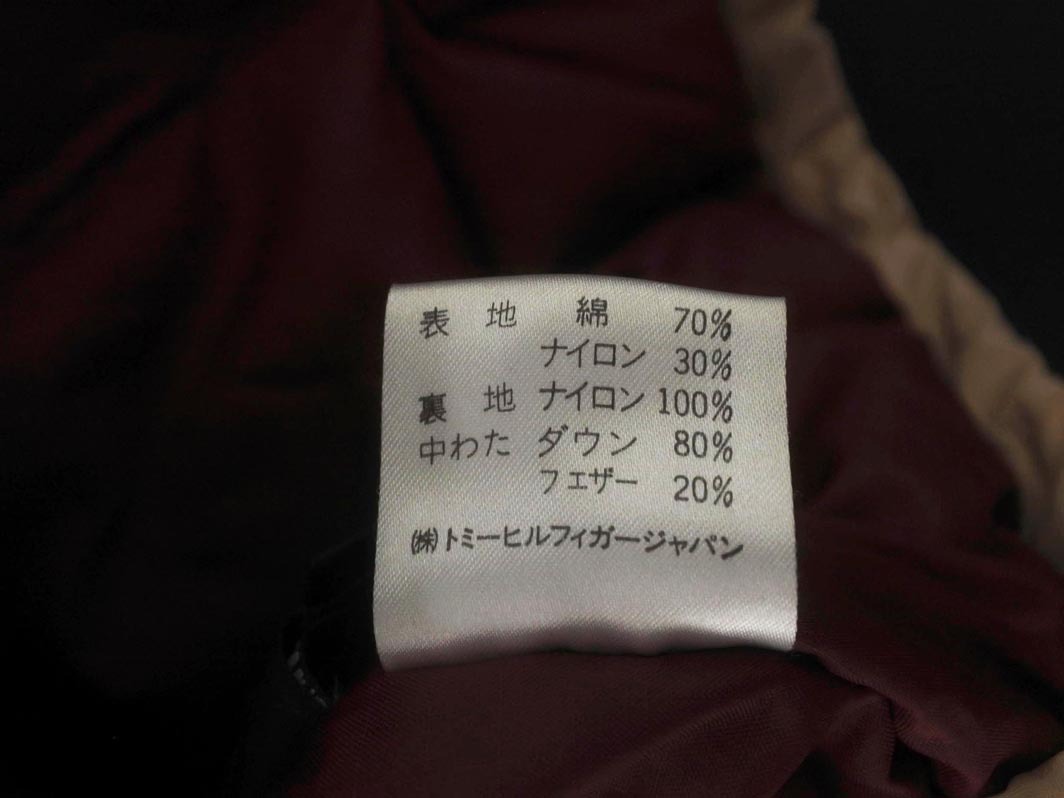 表地 綿 70%
ナイロン 30%
裏地 ナイロン 100%
中わた ダウン 80%
フェザー 20%
㈱トミーヒルフィガージャパン